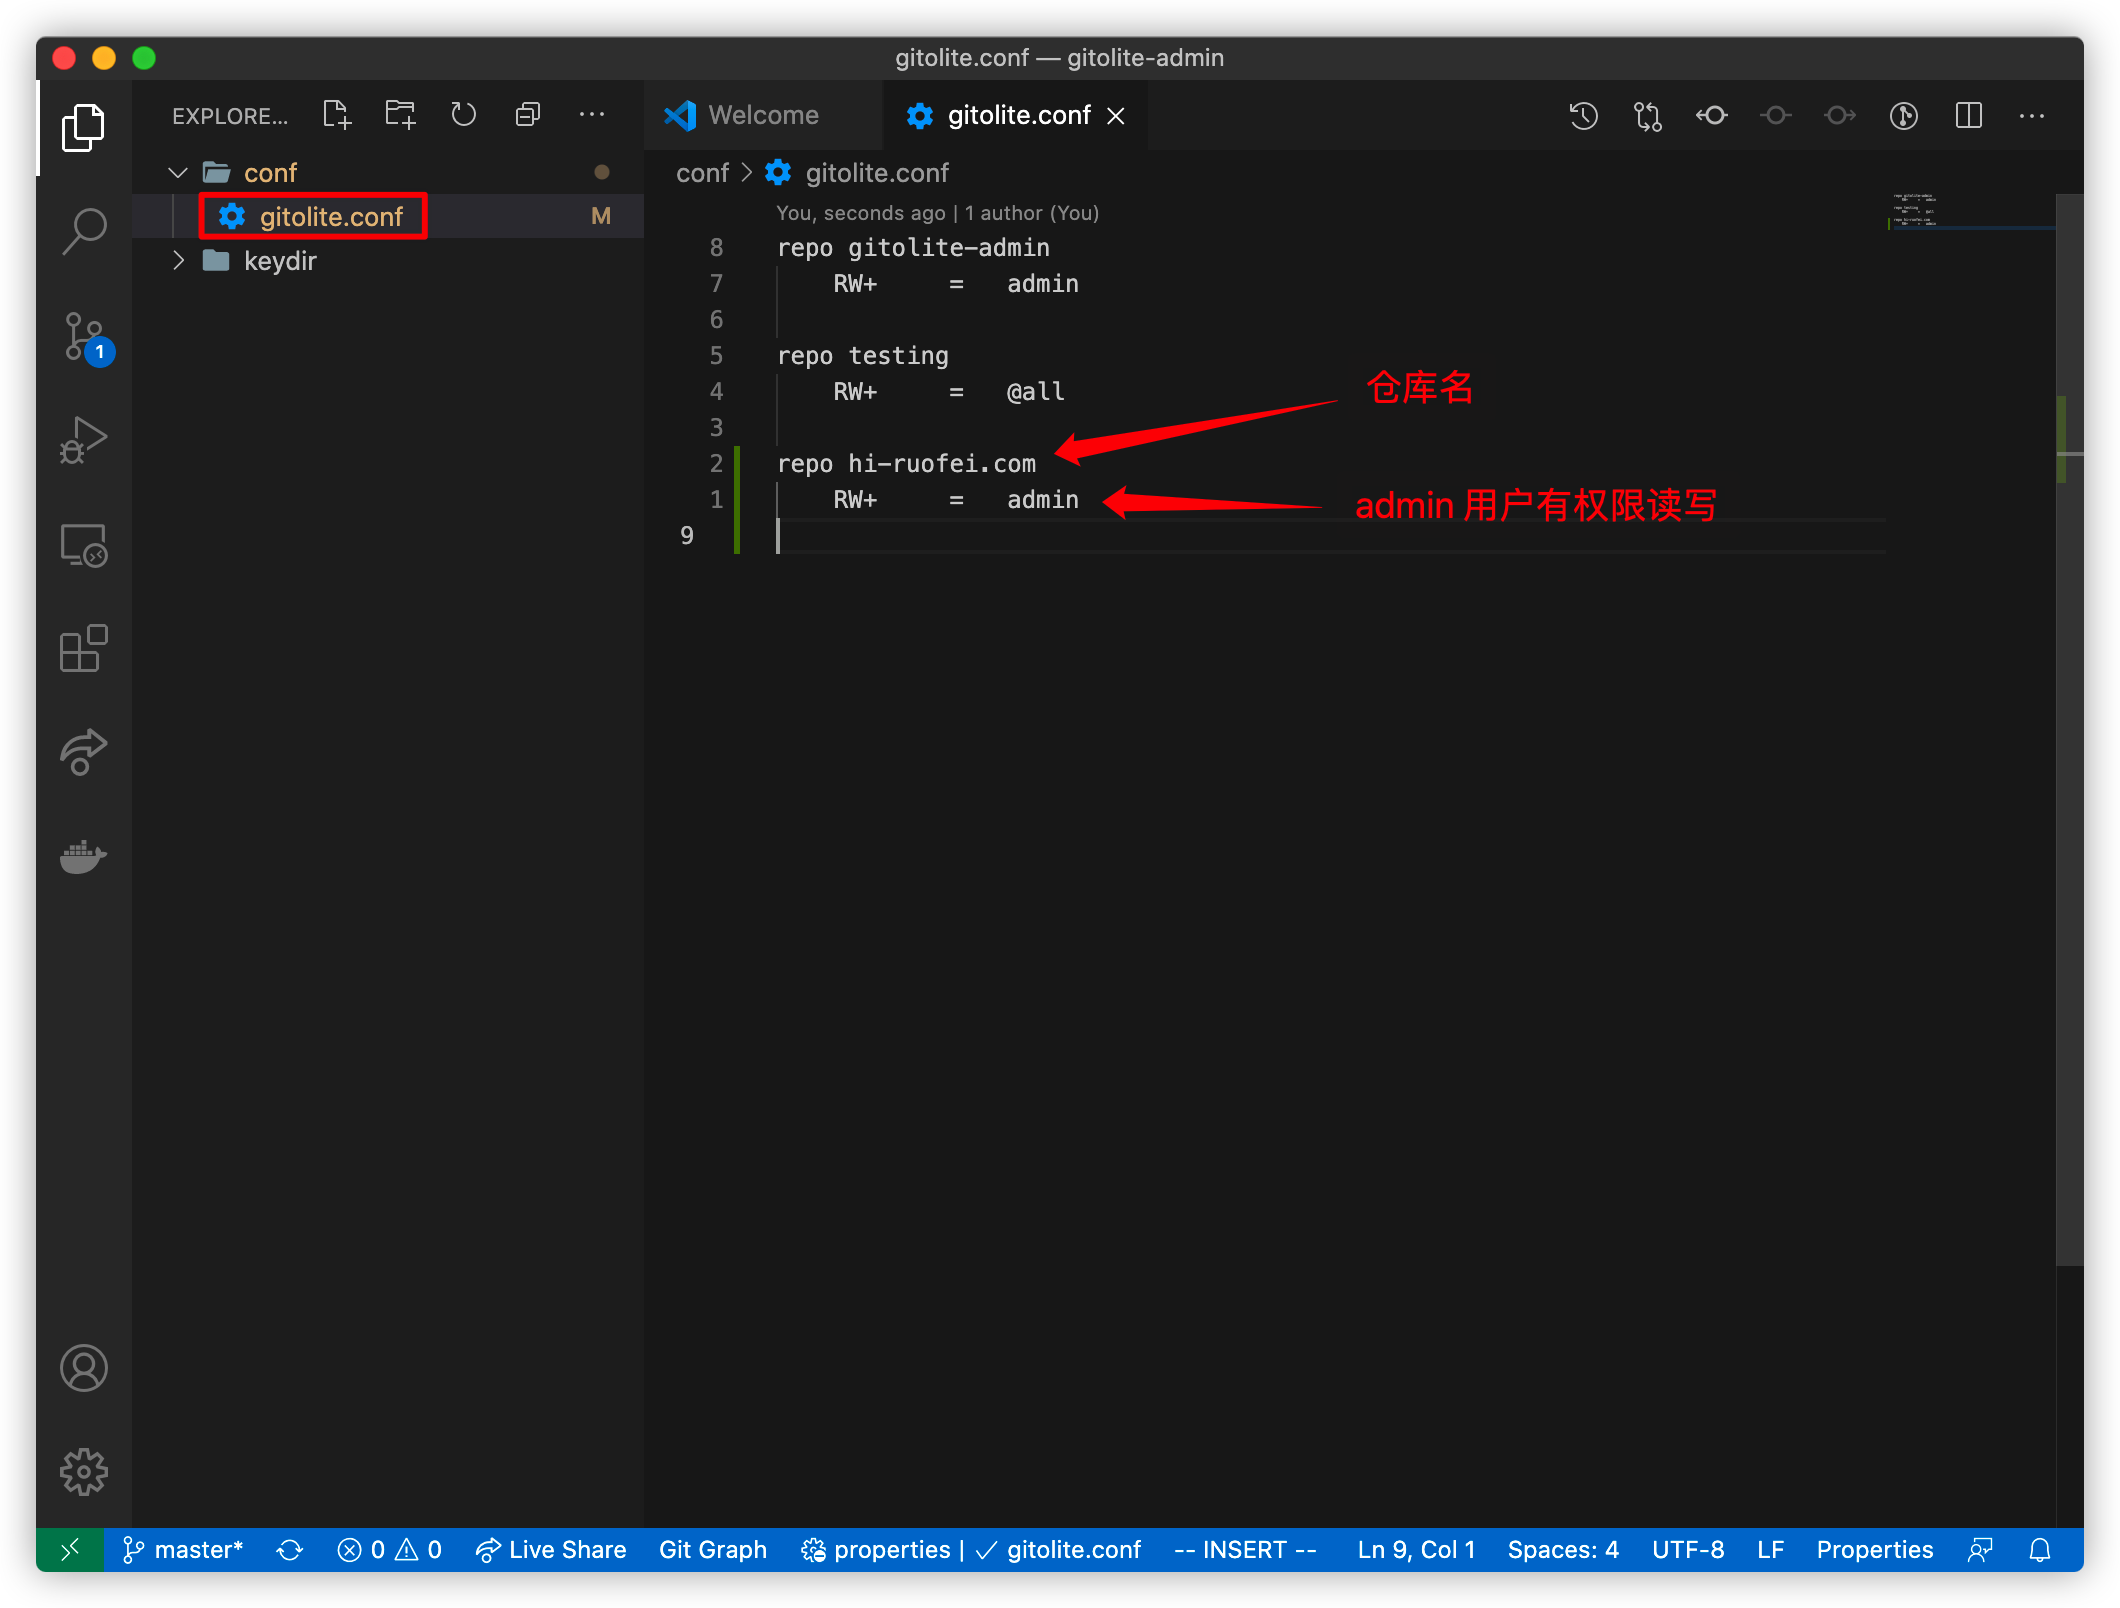 gitolite.conf — gitolite-admin
EXPLORE...
Welcome
gitolite.conf
conf
gitolite.conf M
keydir
conf > gitolite.conf
You, seconds ago | 1 author (You)
8 repo gitolite-admin
7 RW+ = admin
6
5 repo testing
4 RW+ = @all
3
仓库名
2 repo hi-ruofei.com
1 RW+ = admin
admin 用户有权限读写
9
1
master* 0 0 Live Share Git Graph properties | ✓ gitolite.conf -- INSERT -- Ln 9, Col 1 Spaces: 4 UTF-8 LF Properties